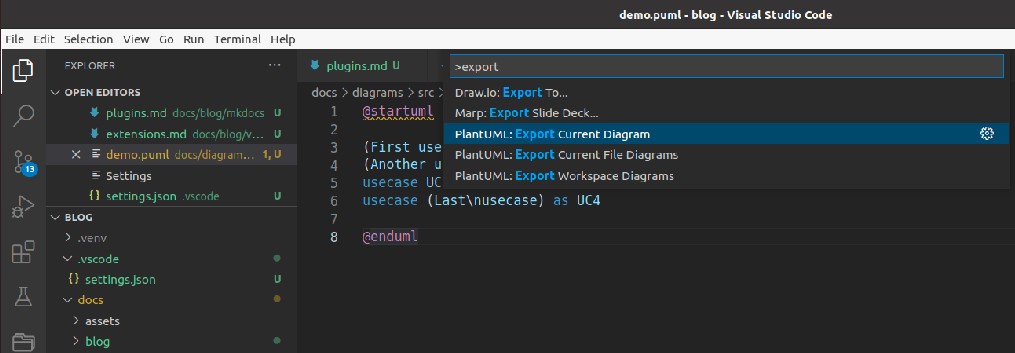 demo.puml - blog - Visual Studio Code
File Edit Selection View Go Run Terminal Help
EXPLORER ···
OPEN EDITORS
plugins.md docs/blog/mkdocs U
extensions.md docs/blog/v... U
demo.puml docs/diagram... 1, U
Settings
settings.json .vscode U
BLOG
.venv
.vscode
settings.json U
docs
assets
blog
13
plugins.md U
>export
Draw.Io: Export To...
Marp: Export Slide Deck...
PlantUML: Export Current Diagram
PlantUML: Export Current File Diagrams
PlantUML: Export Workspace Diagrams
docs > diagrams > src >
1 @startuml
2
3 (First use
4 (Another u
5 usecase UC
6 usecase (Last\nusecase) as UC4
7
8 @enduml